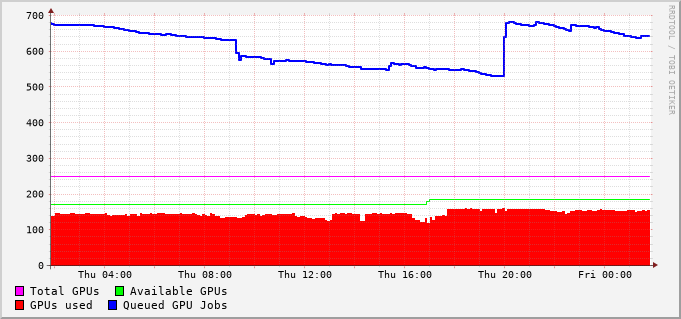 700
600
500
400
300
200
100
0
Thu 04:00 Thu 08:00 Thu 12:00 Thu 16:00 Thu 20:00 Fri 00:00
Total GPUs Available GPUs
GPUs used Queued GPU Jobs
RRDTOOL / TOBI OETIKER